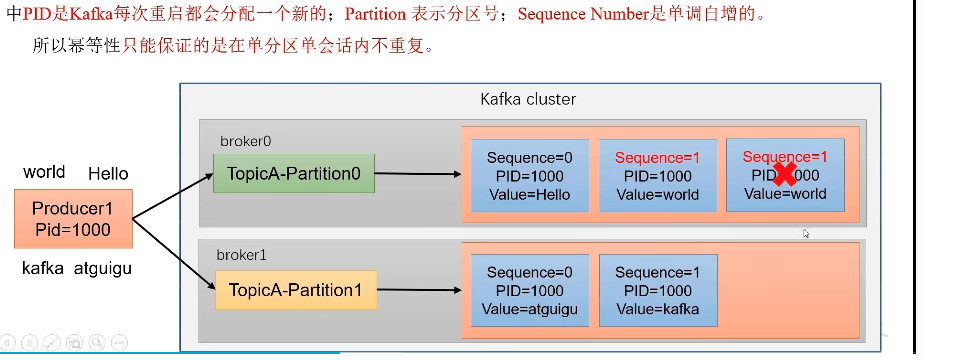 中PID是Kafka每次重启都会分配一个新的；Partition 表示分区号；Sequence Number是单调自增的。
所以幂等性只能保证的是在单分区单会话内不重复。
Kafka cluster
broker0
world Hello
TopicA-Partition0
Sequence=0
PID=1000
Value=Hello
Sequence=1
PID=1000
Value=world
Sequence=1
PID 000
Value=world
Producer1
Pid=1000
kafka atguigu
broker1
TopicA-Partition1
Sequence=0
PID=1000
Value=atguigu
Sequence=1
PID=1000
Value=kafka